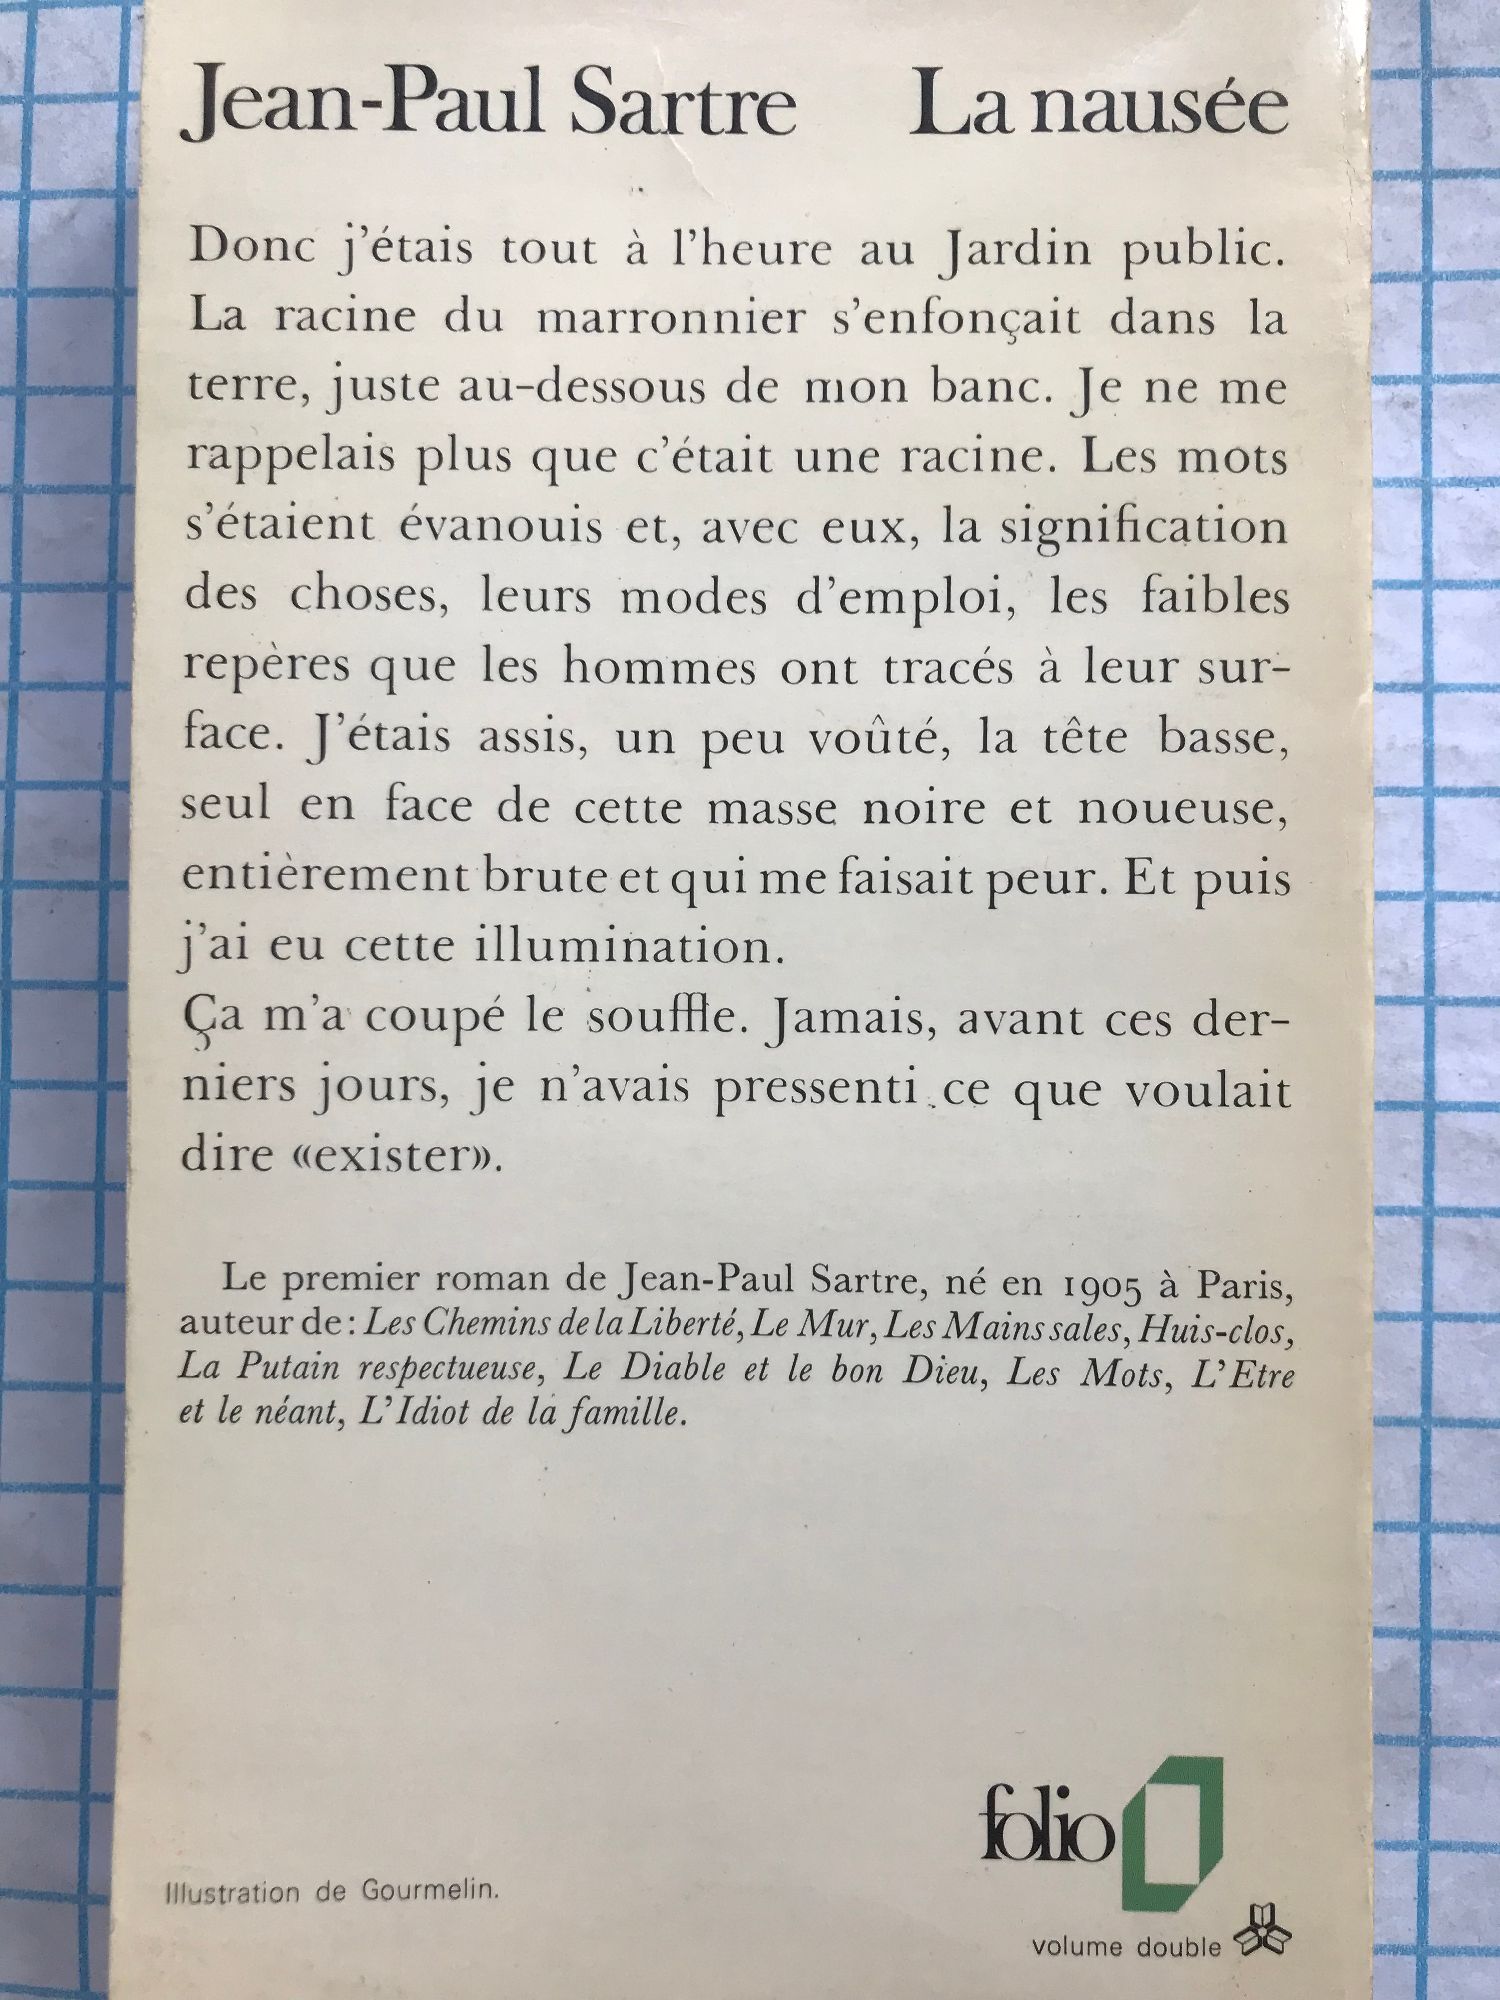 Jean-Paul Sartre La nausée
Donc j'étais tout à l'heure au Jardin public.
La racine du marronnier s'enfonçait dans la
terre, juste au-dessous de mon banc. Je ne me
rappelais plus que c'était une racine. Les mots
s'étaient évanouis et, avec eux, la signification
des choses, leurs modes d'emploi, les faibles
repères que les hommes ont tracés à leur sur-
face. J'étais assis, un peu voûté, la tête basse,
seul en face de cette masse noire et noueuse,
entièrement brute et qui me faisait peur. Et puis
j'ai eu cette illumination.
Ça m'a coupé le souffle. Jamais, avant ces der-
niers jours, je n'avais pressenti ce que voulait
dire «exister».
Le premier roman de Jean-Paul Sartre, né en 1905 à Paris,
auteur de: Les Chemins de la Liberté, Le Mur, Les Mains sales, Huis-clos,
La Putain respectueuse, Le Diable et le bon Dieu, Les Mots, L'Etre
et le néant, L'Idiot de la famille.
folio
Illustration de Gourmelin.
volume double